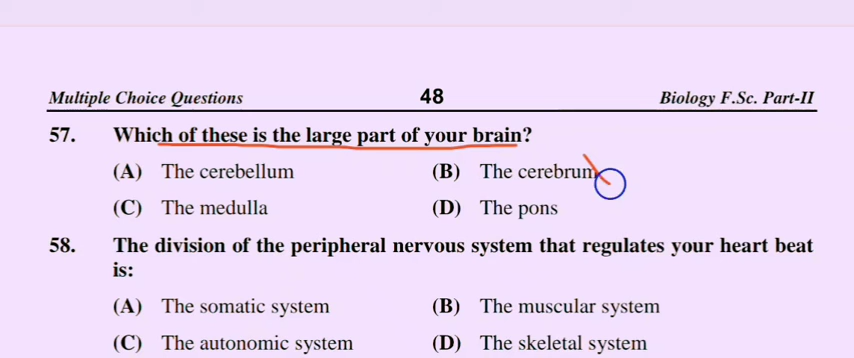 Multiple Choice Questions 48 Biology F.Sc. Part-II
57. Which of these is the large part of your brain?
(A) The cerebellum (B) The cerebrum
(C) The medulla (D) The pons
58. The division of the peripheral nervous system that regulates your heart beat
is:
(A) The somatic system (B) The muscular system
(C) The autonomic system (D) The skeletal system